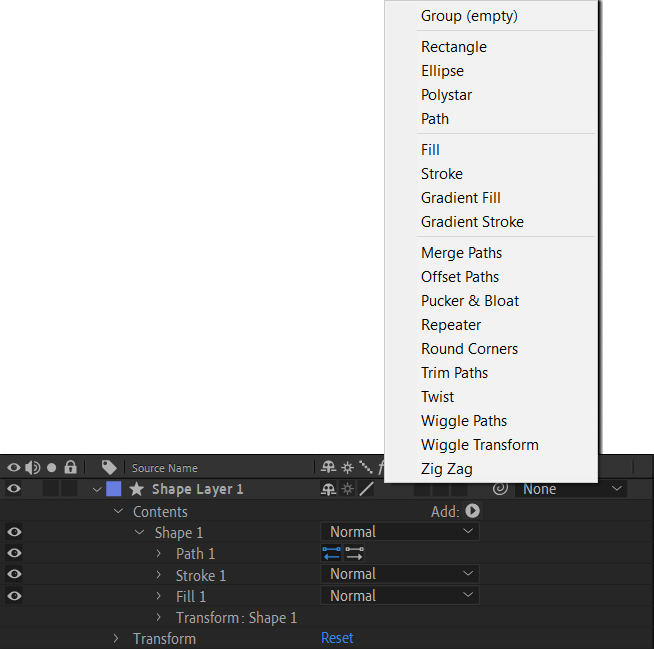 Group (empty)
Rectangle
Ellipse
Polystar
Path
Fill
Stroke
Gradient Fill
Gradient Stroke
Merge Paths
Offset Paths
Pucker & Bloat
Repeater
Round Corners
Trim Paths
Twist
Wiggle Paths
Wiggle Transform
Zig Zag
Source Name
Shape Layer 1 None
Contents Add:
Shape 1 Normal
Path 1
Stroke 1 Normal
Fill 1 Normal
Transform: Shape 1
Transform Reset